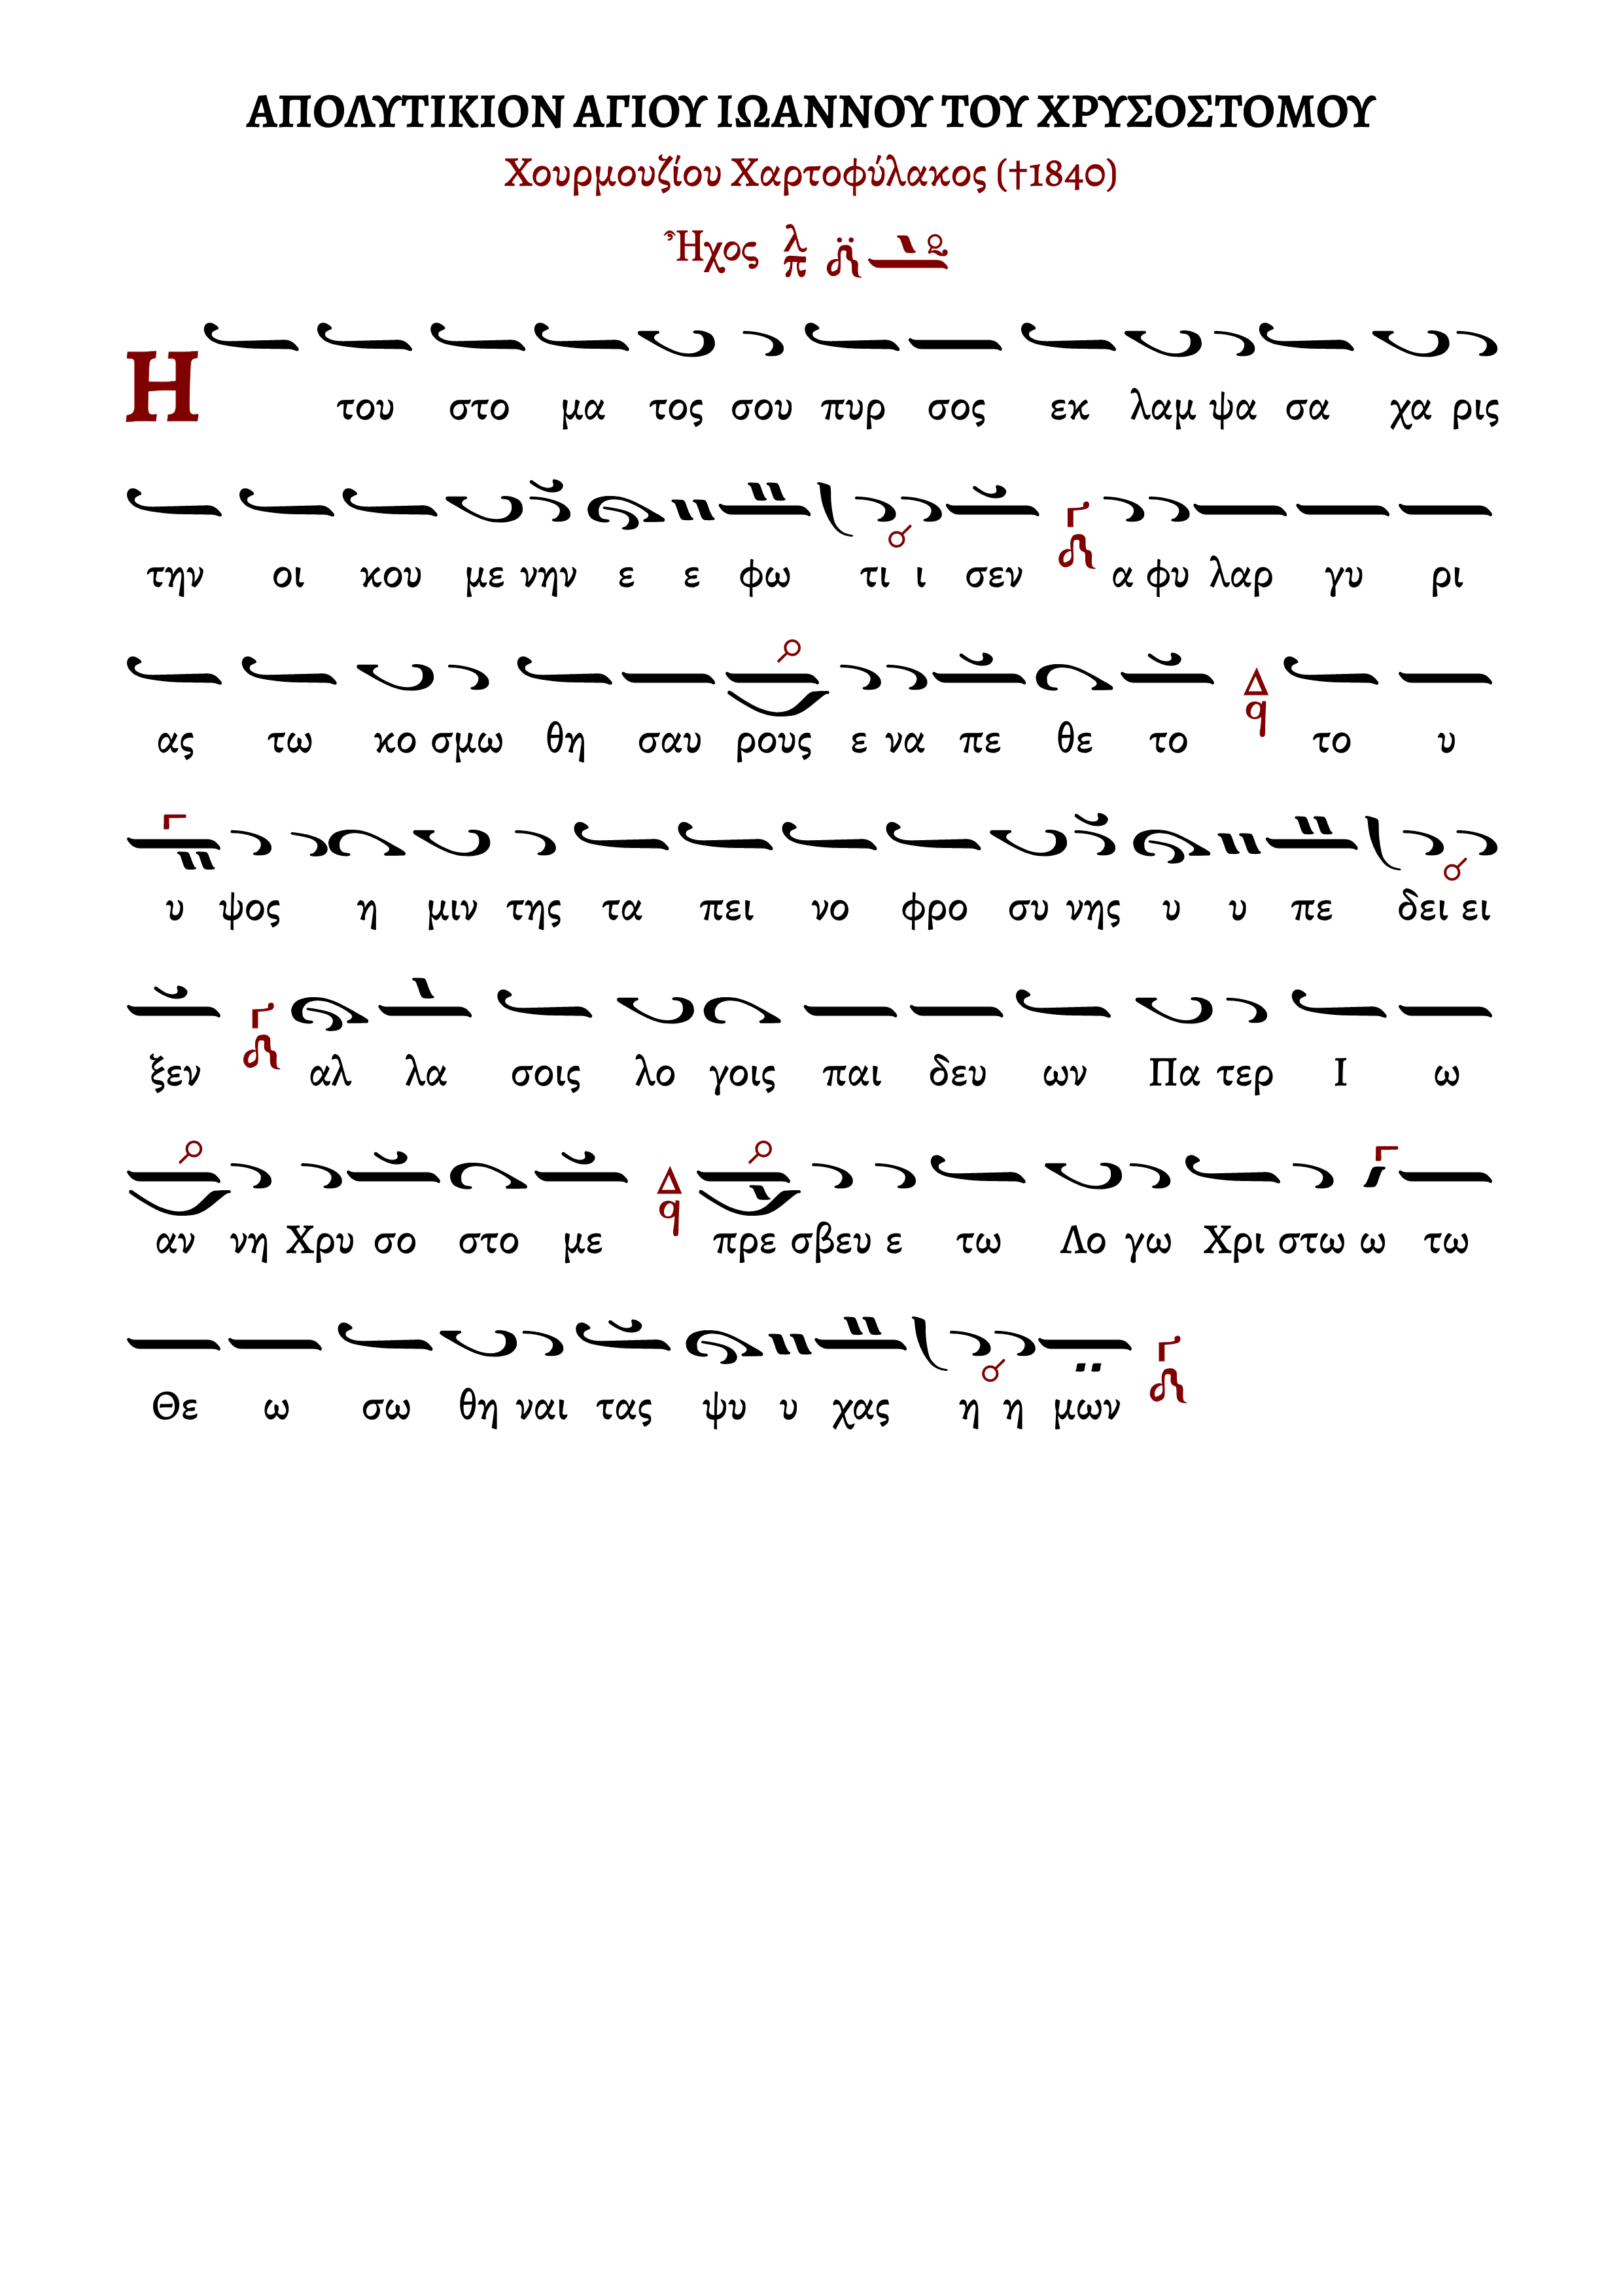 ΑΠΟΛΥΤΙΚΙΟΝ ΑΓΙΟΥ ΙΩΑΝΝΟΥ ΤΟΥ ΧΡΥΣΟΣΤΟΜΟΥ
Χουρμουζίου Χαρτοφύλακος (†1840)
Ἦχος λ π
Η του στο μα τος σου πυρ σος εκ λαμ ψα σα χα ρις
την οι κου με νην ε ε φω τι ι σεν α φυ λαρ γυ ρι
ας τω κο σμω θη σαυ ρους ε να πε θε το Δ q το υ
υ ψος η μιν της τα πει νο φρο συ νης υ υ πε δει ει
ξεν αλ λα σοις λο γοις παι δευ ων Πα τερ Ι ω
αν νη Χρυ σο στο με Δ q πρε σβευ ε τω Λο γω Χρι στω ω τω
Θε ω σω θη ναι τας ψυ υ χας η η μων